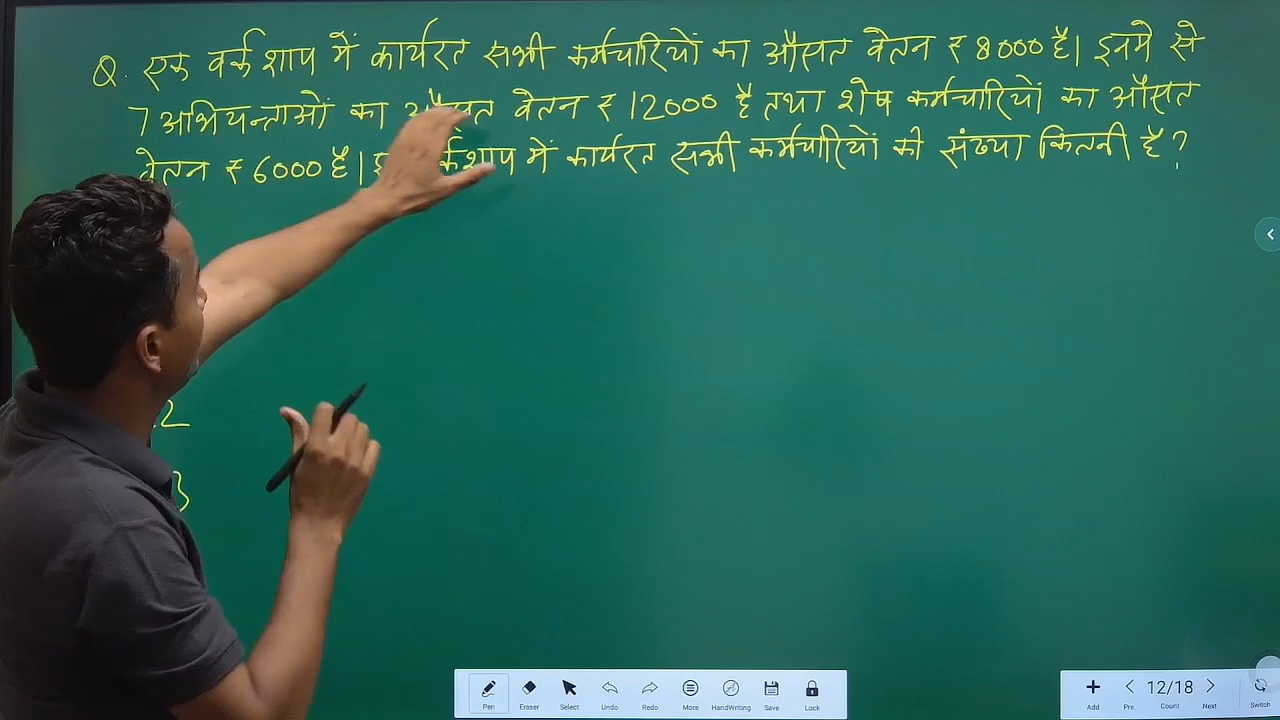 Q. एक वर्कशाप में कार्यरत सभी कर्मचारियों का औसत वेतन ₹ 8000 है। इनमे से
7 अभियन्ताओं का औसत वेतन ₹ 12000 है तथा शेष कर्मचारियों का औसत
वेतन ₹ 6000 है। में कार्यरत सभी कर्मचारियों की संख्या कितनी है?
Pen Eraser Select Undo Redo More HandWriting Save Lock
Add Pre. 12/18 Count Next Switch